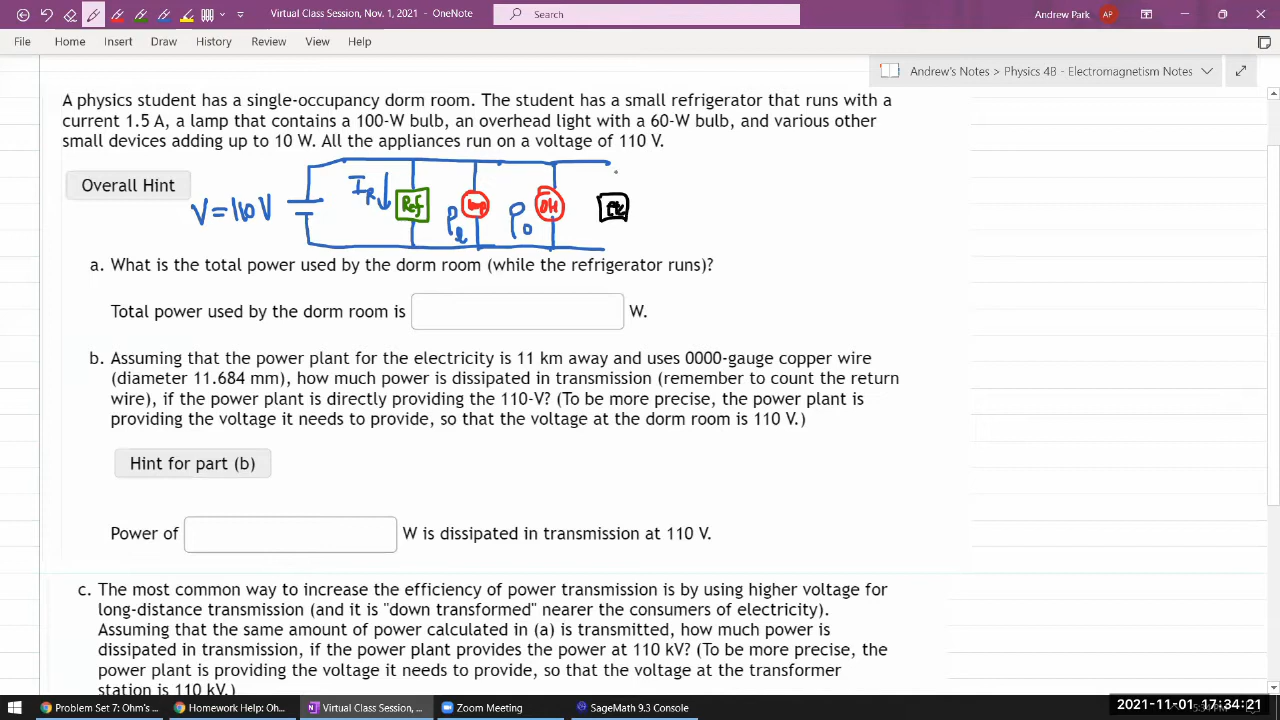 Virtual Class Session, Nov. 1, 2021 - OneNote
Search
Andrew Park
AP
File Home Insert Draw History Review View Help
Andrew's Notes > Physics 4B - Electromagnetism Notes
A physics student has a single-occupancy dorm room. The student has a small refrigerator that runs with a
current 1.5 A, a lamp that contains a 100-W bulb, an overhead light with a 60-W bulb, and various other
small devices adding up to 10 W. All the appliances run on a voltage of 110 V.
Overall Hint
V = 110 V
I_R
Ref
P_l
P_o
OH
a. What is the total power used by the dorm room (while the refrigerator runs)?
Total power used by the dorm room is W.
b. Assuming that the power plant for the electricity is 11 km away and uses 0000-gauge copper wire
(diameter 11.684 mm), how much power is dissipated in transmission (remember to count the return
wire), if the power plant is directly providing the 110-V? (To be more precise, the power plant is
providing the voltage it needs to provide, so that the voltage at the dorm room is 110 V.)
Hint for part (b)
Power of W is dissipated in transmission at 110 V.
c. The most common way to increase the efficiency of power transmission is by using higher voltage for
long-distance transmission (and it is "down transformed" nearer the consumers of electricity).
Assuming that the same amount of power calculated in (a) is transmitted, how much power is
dissipated in transmission, if the power plant provides the power at 110 kV? (To be more precise, the
power plant is providing the voltage it needs to provide, so that the voltage at the transformer
station is 110 kV.)
Problem Set 7: Ohm's...
Homework Help: Oh...
Virtual Class Session,...
Zoom Meeting
SageMath 9.3 Console
2021-11-01 17:34:21